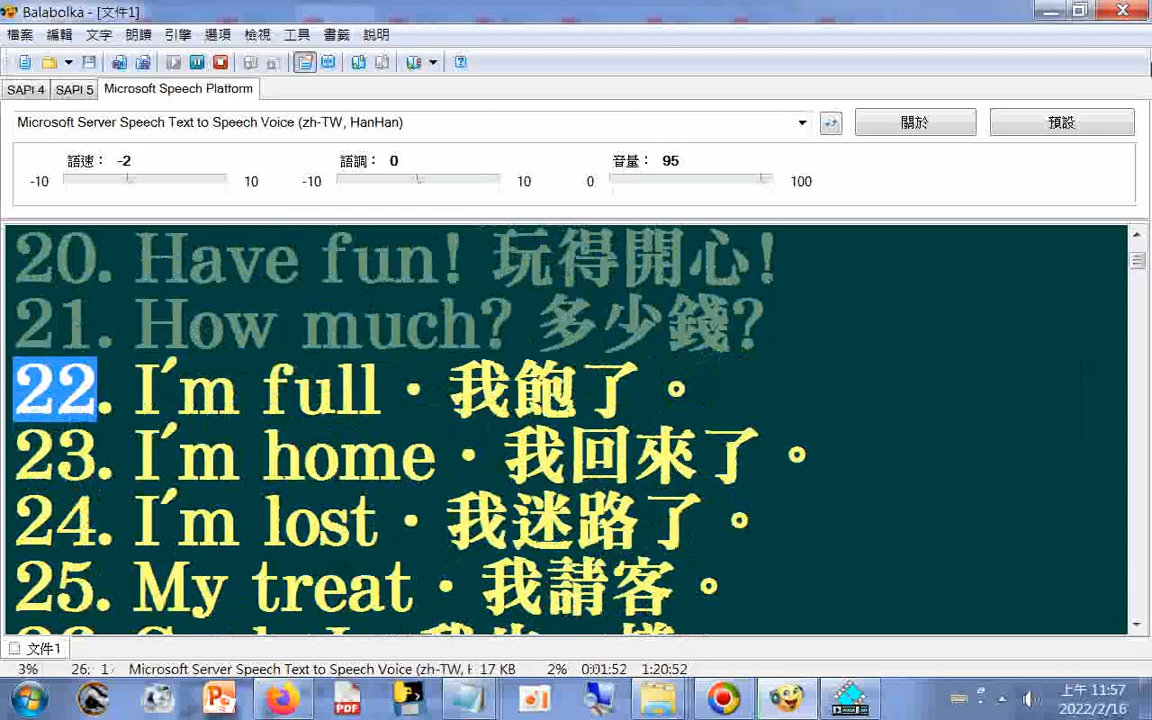 Balabolka - [文件1]
檔案 編輯 文字 朗讀 引擎 選項 檢視 工具 書籤 說明
SAPI 4 SAPI 5 Microsoft Speech Platform
Microsoft Server Speech Text to Speech Voice (zh-TW, HanHan) 關於 預設
語速： -2 語調： 0 音量： 95
-10 10 -10 10 0 100
20. Have fun! 玩得開心!
21. How much? 多少錢?
22. I'm full．我飽了。
23. I'm home．我回來了。
24. I'm lost．我迷路了。
25. My treat．我請客。
文件1
3% 26: 1 Microsoft Server Speech Text to Speech Voice (zh-TW, 17 KB 2% 0:01:52 1:20:52
PDF
上午 11:57
2022/2/16